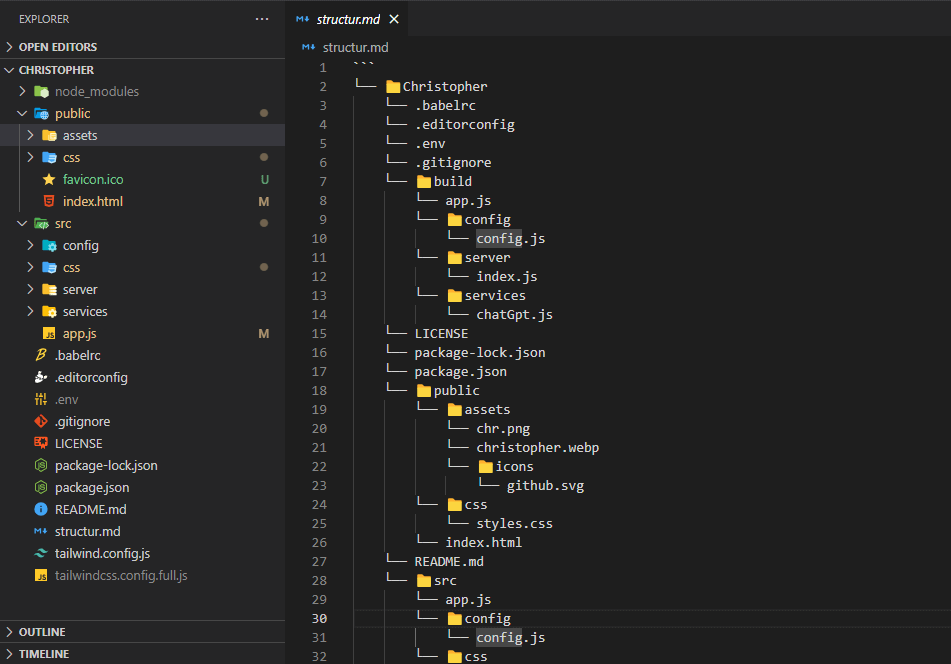 EXPLORER
OPEN EDITORS
CHRISTOPHER
node_modules
public
assets
css
favicon.ico U
index.html M
src
config
css
server
services
app.js M
.babelrc
.editorconfig
.env
.gitignore
LICENSE
package-lock.json
package.json
README.md
structur.md
tailwind.config.js
tailwindcss.config.full.js
OUTLINE
TIMELINE
structur.md
structur.md
1 ```
2 └── 📁Christopher
3 └── .babelrc
4 └── .editorconfig
5 └── .env
6 └── .gitignore
7 └── 📁build
8 └── app.js
9 └── 📁config
10 └── config.js
11 └── 📁server
12 └── index.js
13 └── 📁services
14 └── chatGpt.js
15 └── LICENSE
16 └── package-lock.json
17 └── package.json
18 └── 📁public
19 └── 📁assets
20 └── chr.png
21 └── christopher.webp
22 └── 📁icons
23 └── github.svg
24 └── 📁css
25 └── styles.css
26 └── index.html
27 └── README.md
28 └── 📁src
29 └── app.js
30 └── 📁config
31 └── config.js
32 └── 📁css